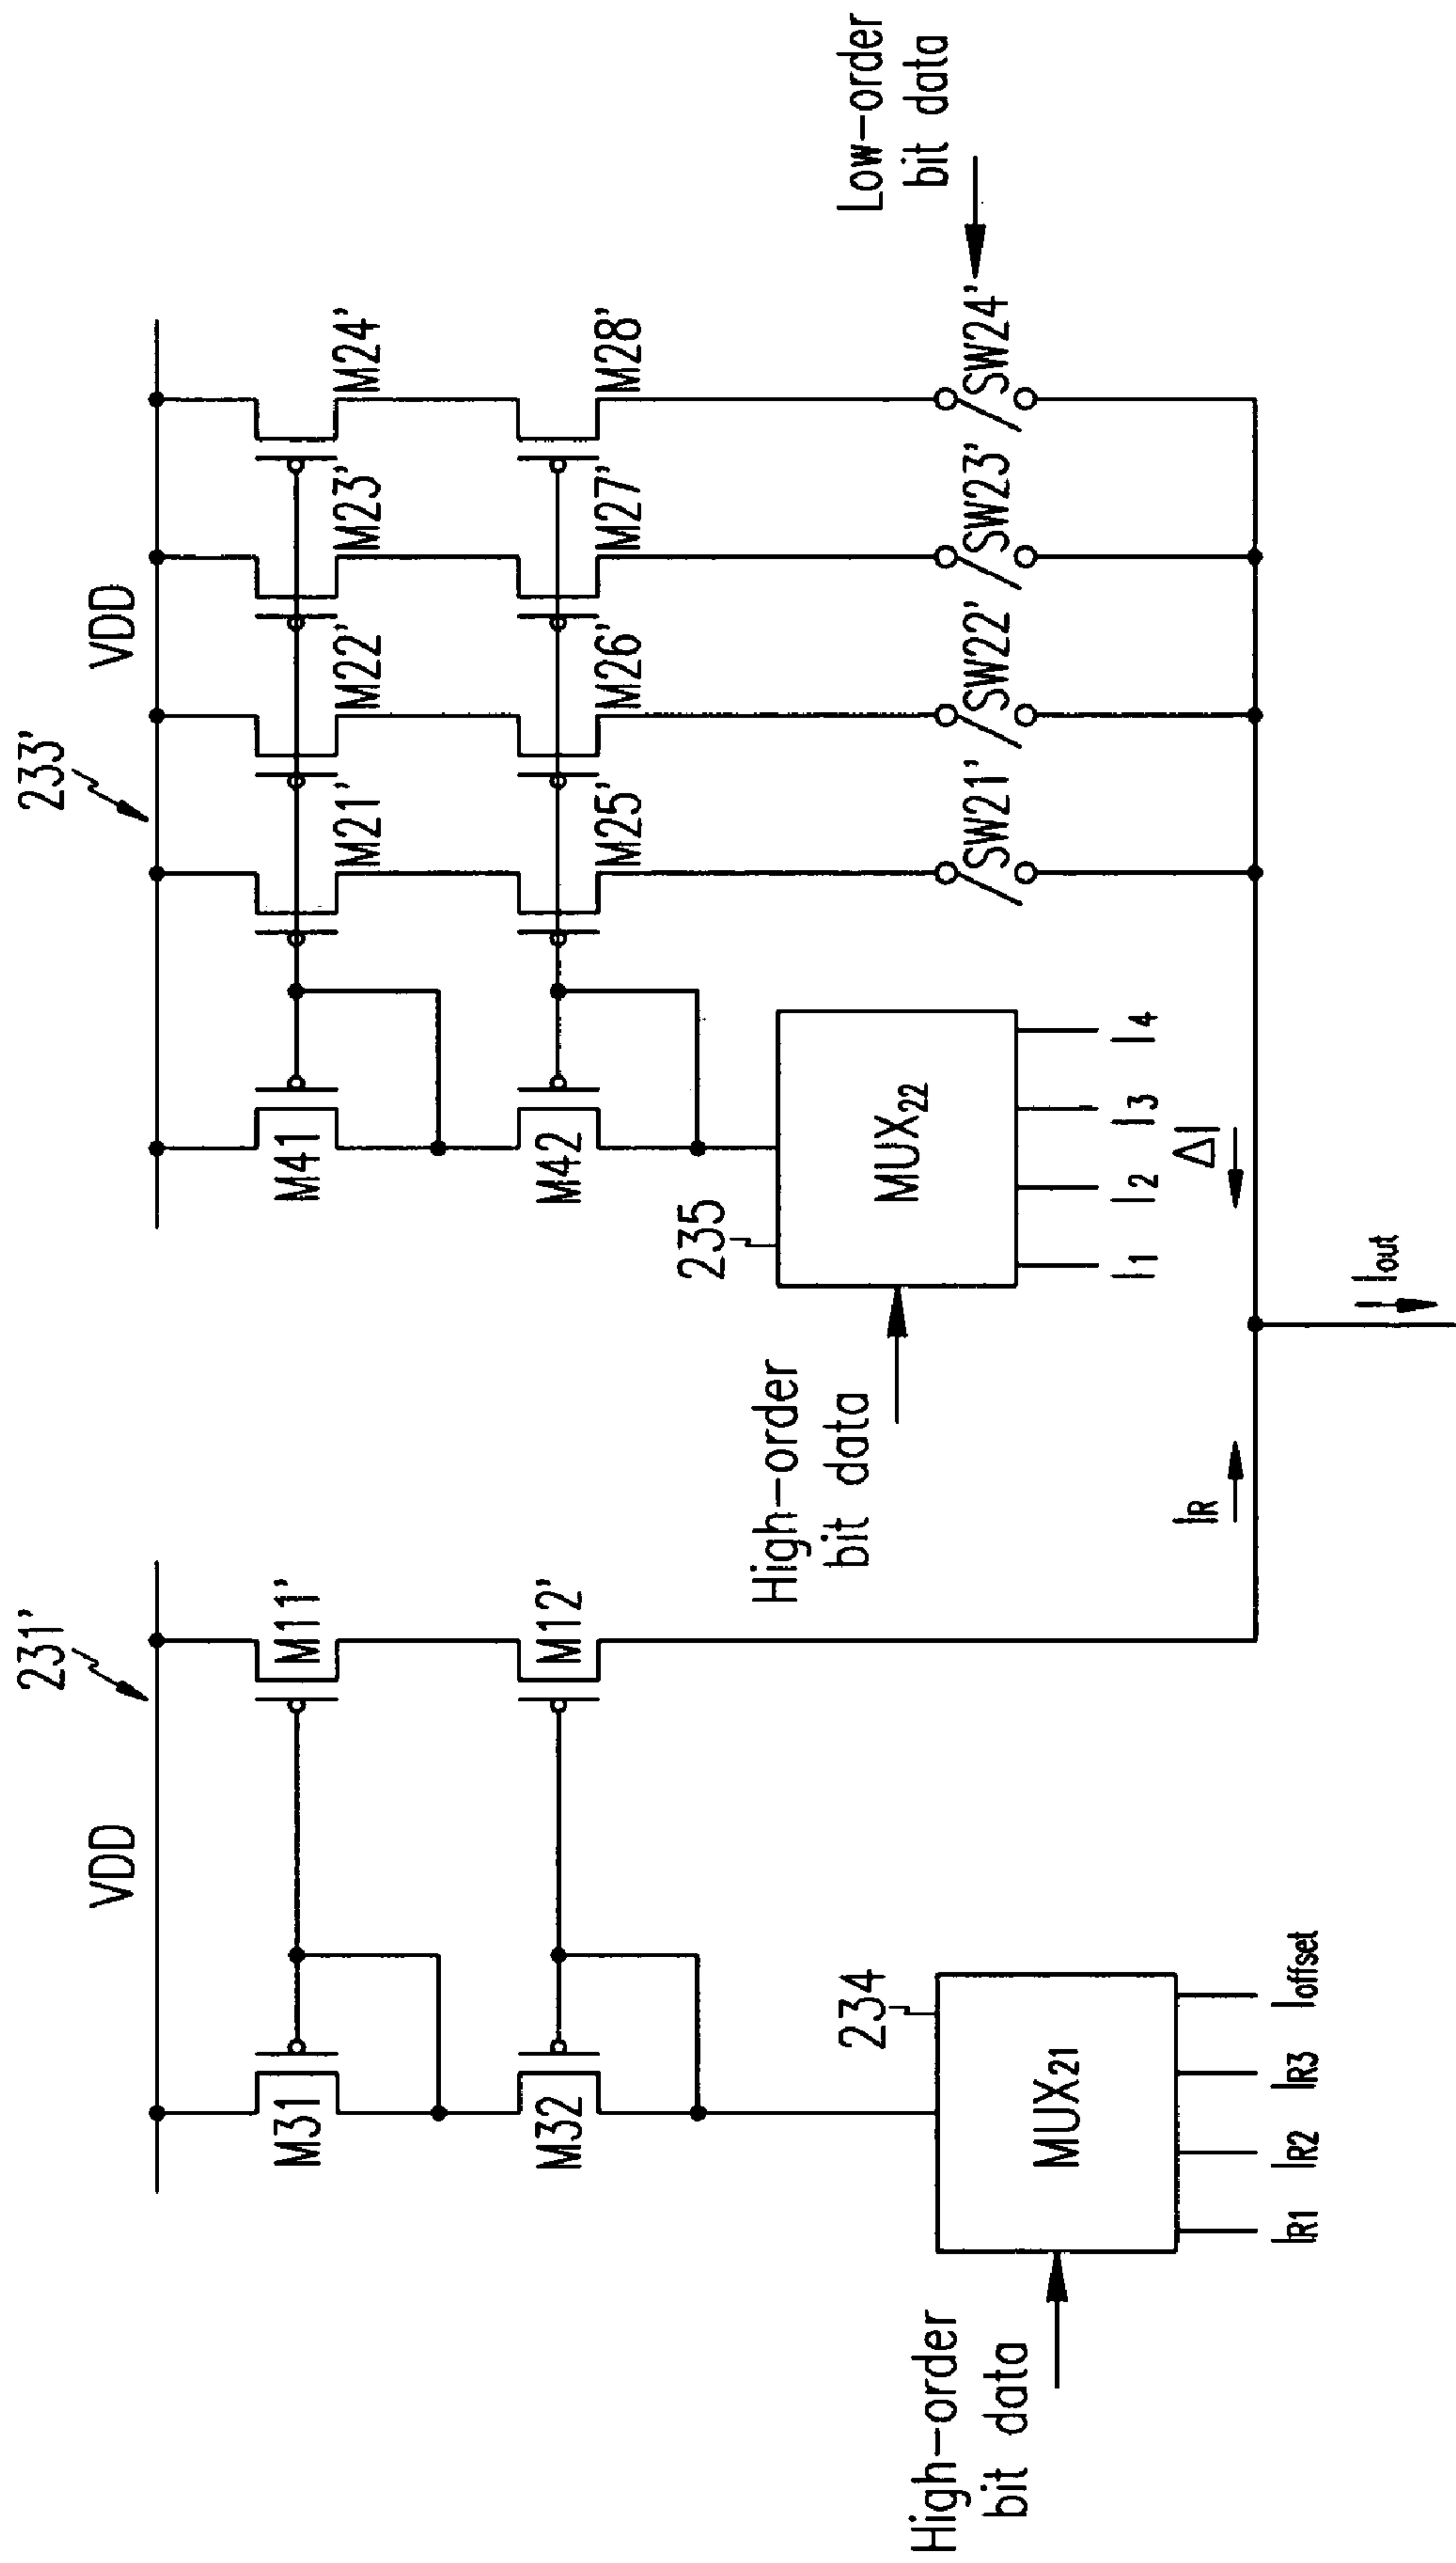 231'
VDD
M31
M11'
M32
M12'
234
High-order
bit data
MUX21
IR1
IR2
IR3
Ioffset
IR
233'
VDD
M41
M21'
M22'
M23'
M24'
M42
M25'
M26'
M27'
M28'
235
High-order
bit data
MUX22
I1
I2
I3
I4
SW21'
SW22'
SW23'
SW24'
Low-order
bit data
ΔI
Iout